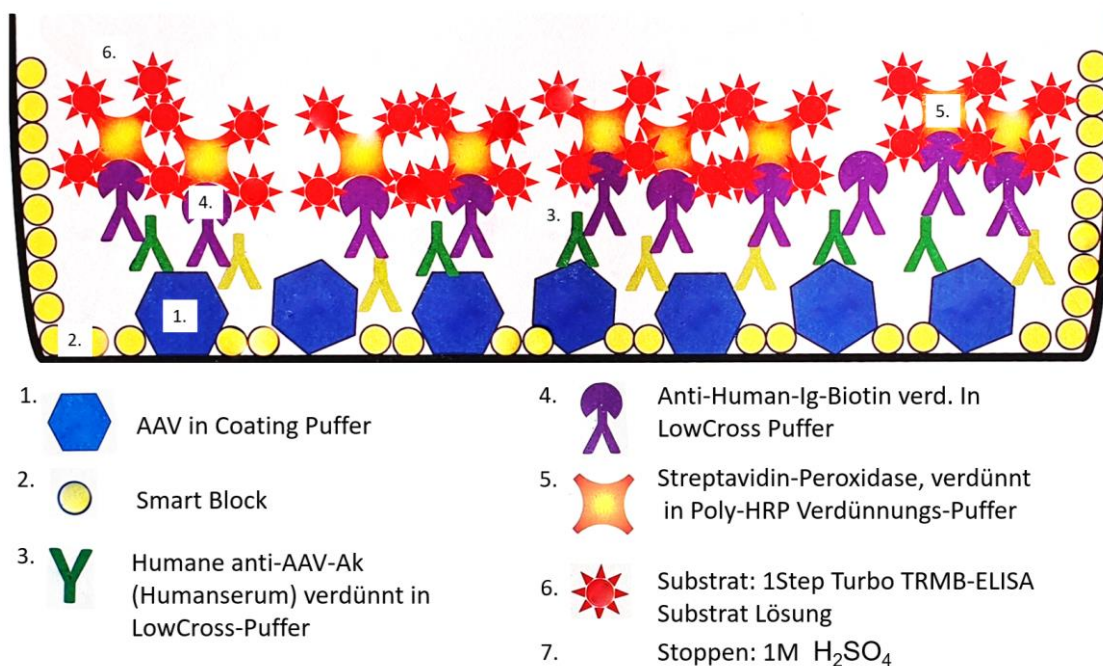 6.
5.
4.
3.
1.
2.
1.
AAV in Coating Puffer
2.
Smart Block
3.
Humane anti-AAV-Ak
(Humanserum) verdünnt in
LowCross-Puffer
4.
Anti-Human-Ig-Biotin verd. In
LowCross Puffer
5.
Streptavidin-Peroxidase, verdünnt
in Poly-HRP Verdünnungs-Puffer
6.
Substrat: 1Step Turbo TRMB-ELISA
Substrat Lösung
7.
Stoppen: 1M H₂SO₄